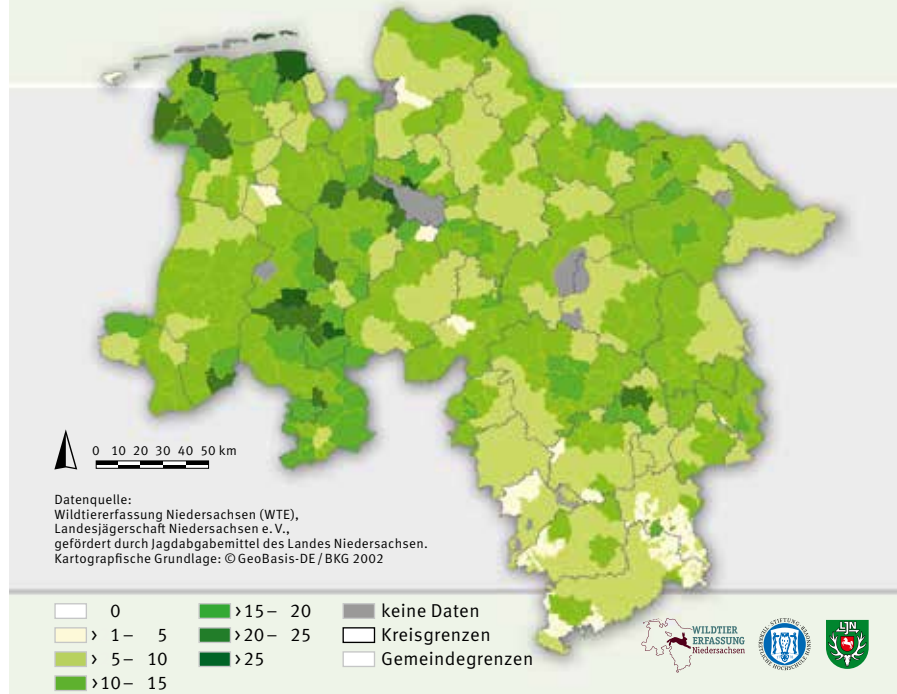 0 10 20 30 40 50 km
Datenquelle:
Wildtiererfassung Niedersachsen (WTE),
Landesjägerschaft Niedersachsen e. V.,
gefördert durch Jagdabgabemittel des Landes Niedersachsen.
Kartografische Grundlage: © GeoBasis-DE / BKG 2002
0
> 1 – 5
> 5 – 10
>10 – 15
>15 – 20
>20 – 25
>25
keine Daten
Kreisgrenzen
Gemeindegrenzen
WILDTIER
ERFASSUNG
Niedersachsen
LJN